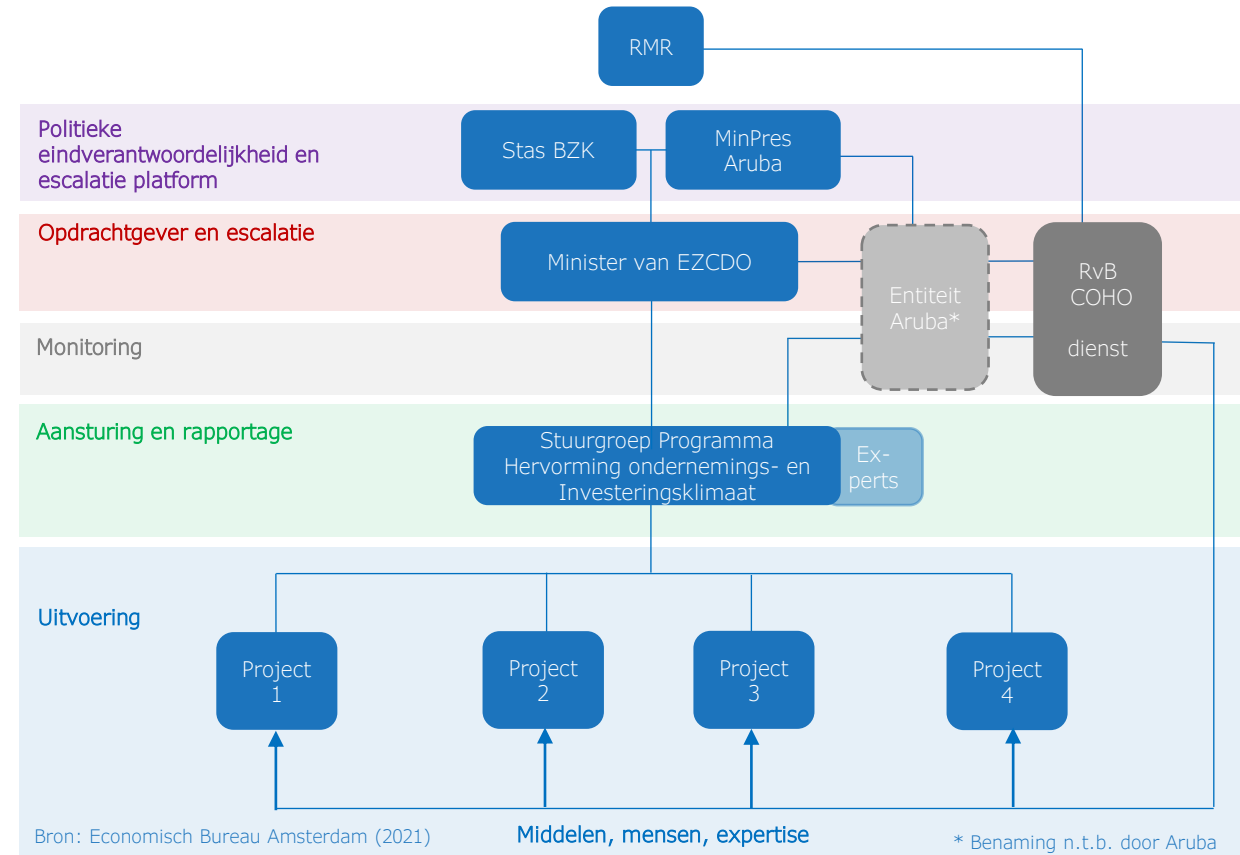 RMR
Politieke
eindverantwoordelijkheid en
escalatie platform
Stas BZK
MinPres
Aruba
Opdrachtgever en escalatie
Minister van EZCDO
Entiteit
Aruba*
RvB
COHO
dienst
Monitoring
Aansturing en rapportage
Stuurgroep Programma
Hervorming ondernemings- en
Investeringsklimaat
Ex-
perts
Uitvoering
Project
1
Project
2
Project
3
Project
4
Bron: Economisch Bureau Amsterdam (2021)
Middelen, mensen, expertise
* Benaming n.t.b. door Aruba